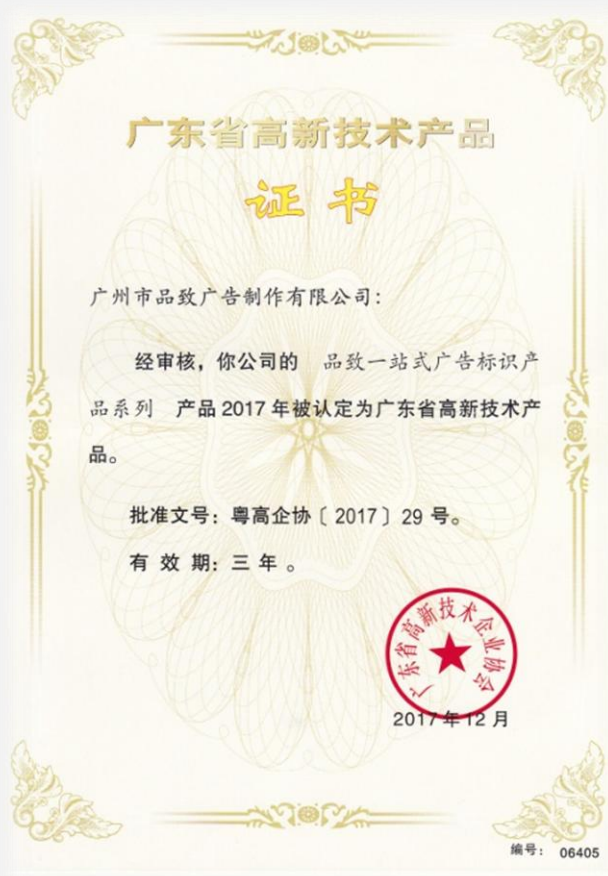 广东省高新技术产品
证书
广州市品致广告制作有限公司：
经审核，你公司的 品致一站式广告标识产
品系列 产品2017年被认定为广东省高新技术产
品。
批准文号：粤高企协〔2017〕29号。
有效期：三年。
广东省高新技术企业协会
2017年12月
编号： 06405